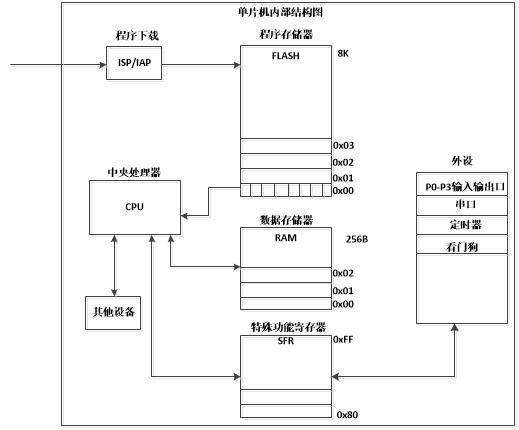 单片机内部结构图
程序下载
ISP/IAP
程序存储器
FLASH
8K
0x03
0x02
0x01
0x00
中央处理器
CPU
其他设备
数据存储器
RAM
256B
0x02
0x01
0x00
特殊功能寄存器
SFR
0xFF
0x80
外设
P0-P3输入输出口
串口
定时器
看门狗